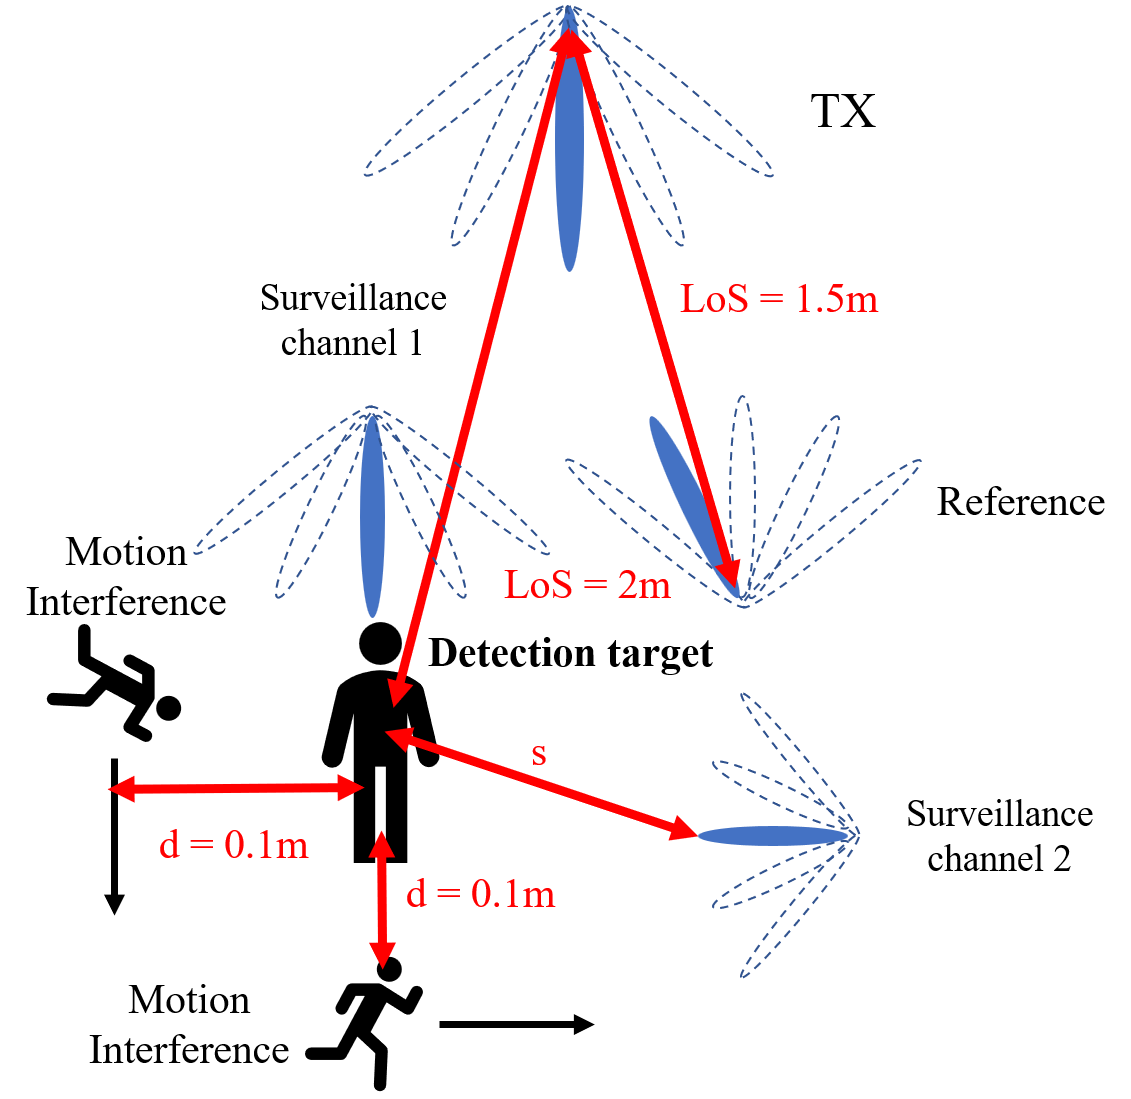 TX
Surveillance
channel 1
LoS = 1.5m
Reference
Motion
Interference
LoS = 2m
Detection target
s
d = 0.1m
Surveillance
channel 2
d = 0.1m
Motion
Interference